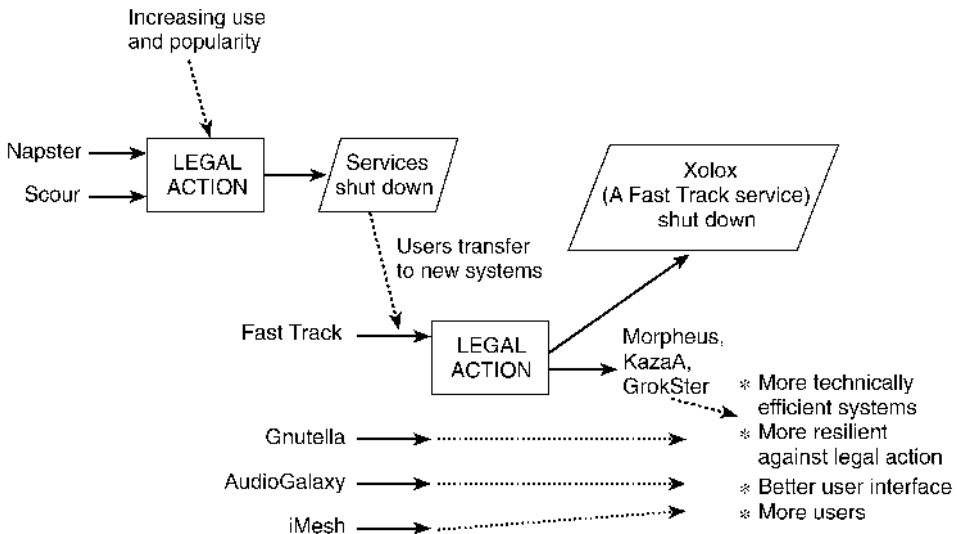 Increasing use
and popularity
Napster
Scour
LEGAL
ACTION
Services
shut down
Xolox
(A Fast Track service)
shut down
Users transfer
to new systems
Fast Track
LEGAL
ACTION
Morpheus,
KazaA,
GrokSter
* More technically
efficient systems
* More resilient
against legal action
* Better user interface
* More users
Gnutella
AudioGalaxy
iMesh